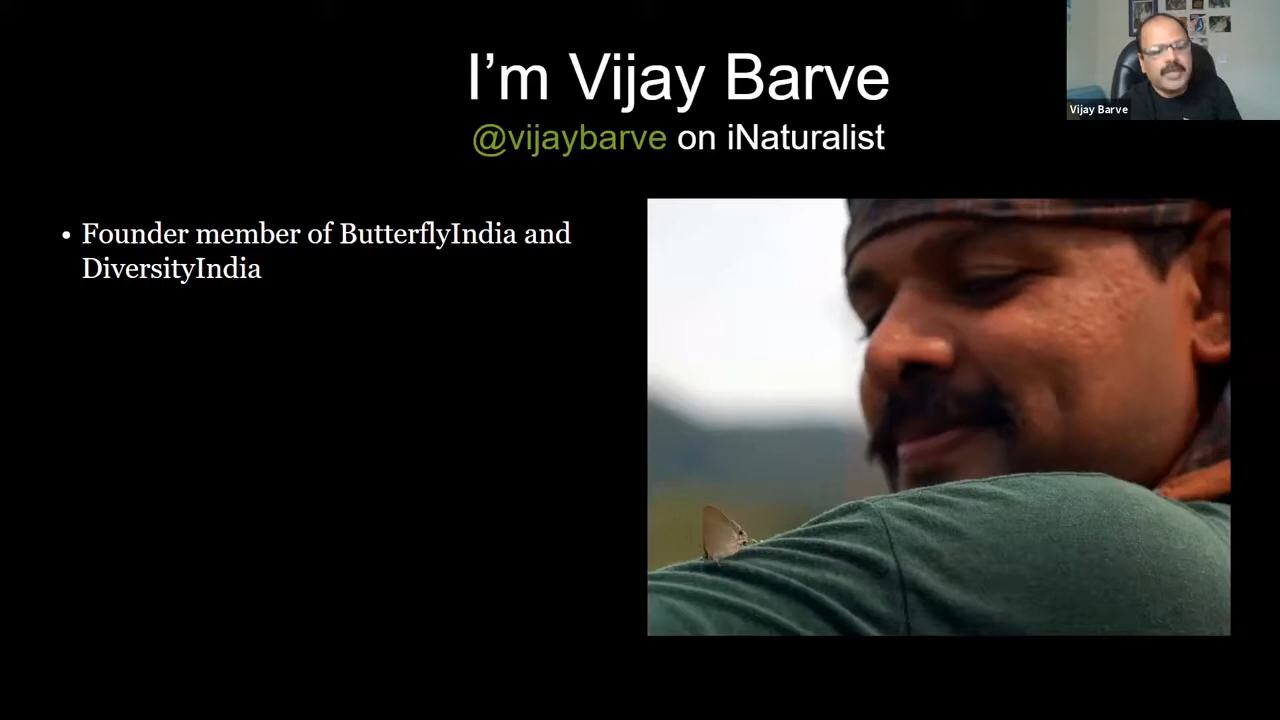 I’m Vijay Barve
@vijaybarve on iNaturalist
Vijay Barve
• Founder member of ButterflyIndia and
DiversityIndia